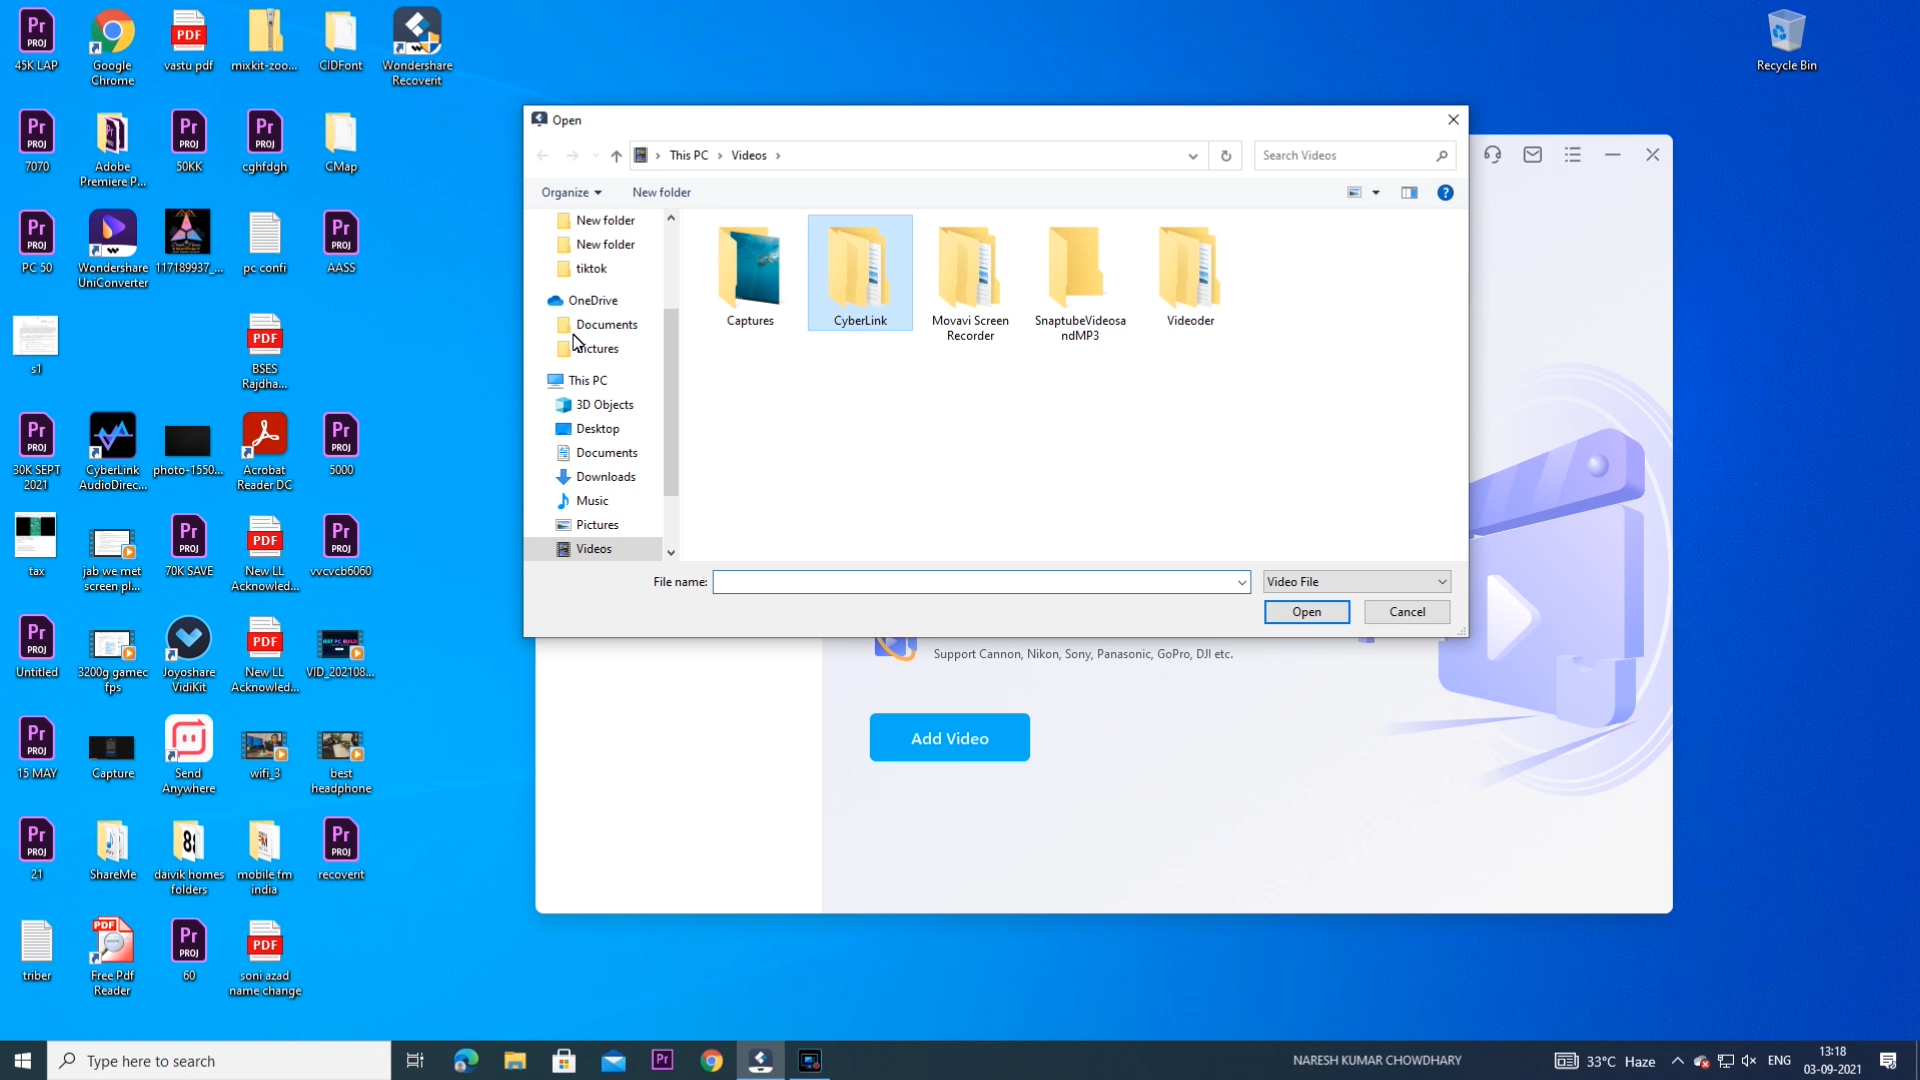 45K LAP
Google
Chrome
vastu pdf
mixkit-zoo...
CIDFont
Wondershare
Recoverit
Recycle Bin
7070
Adobe
Premiere P...
50KK
cghfdgh
CMap
PC 50
Wondershare
UniConverter
117189937_...
pc confi
AASS
s1
BSES
Rajdha...
30K SEPT
2021
CyberLink
AudioDirec...
photo-1550...
Acrobat
Reader DC
5000
tax
jab we met
screen pl...
70K SAVE
New LL
Acknowled...
vvcvcb6060
Untitled
3200g gamec
fps
Joyoshare
VidiKit
New LL
Acknowled...
VID_202108...
15 MAY
Capture
Send
Anywhere
wifi_3
best
headphone
21
ShareMe
daivik homes
folders
mobile fm
india
recoverit
triber
Free Pdf
Reader
60
soni azad
name change
Open
This PC
Videos
Search Videos
Organize
New folder
New folder
New folder
tiktok
OneDrive
Documents
Pictures
This PC
3D Objects
Desktop
Documents
Downloads
Music
Pictures
Videos
Captures
CyberLink
Movavi Screen
Recorder
SnaptubeVideosa
ndMP3
Videoder
File name:
Video File
Open
Cancel
Support Cannon, Nikon, Sony, Panasonic, GoPro, DJI etc.
Add Video
Type here to search
NARESH KUMAR CHOWDHARY
33°C Haze
ENG
13:18
03-09-2021